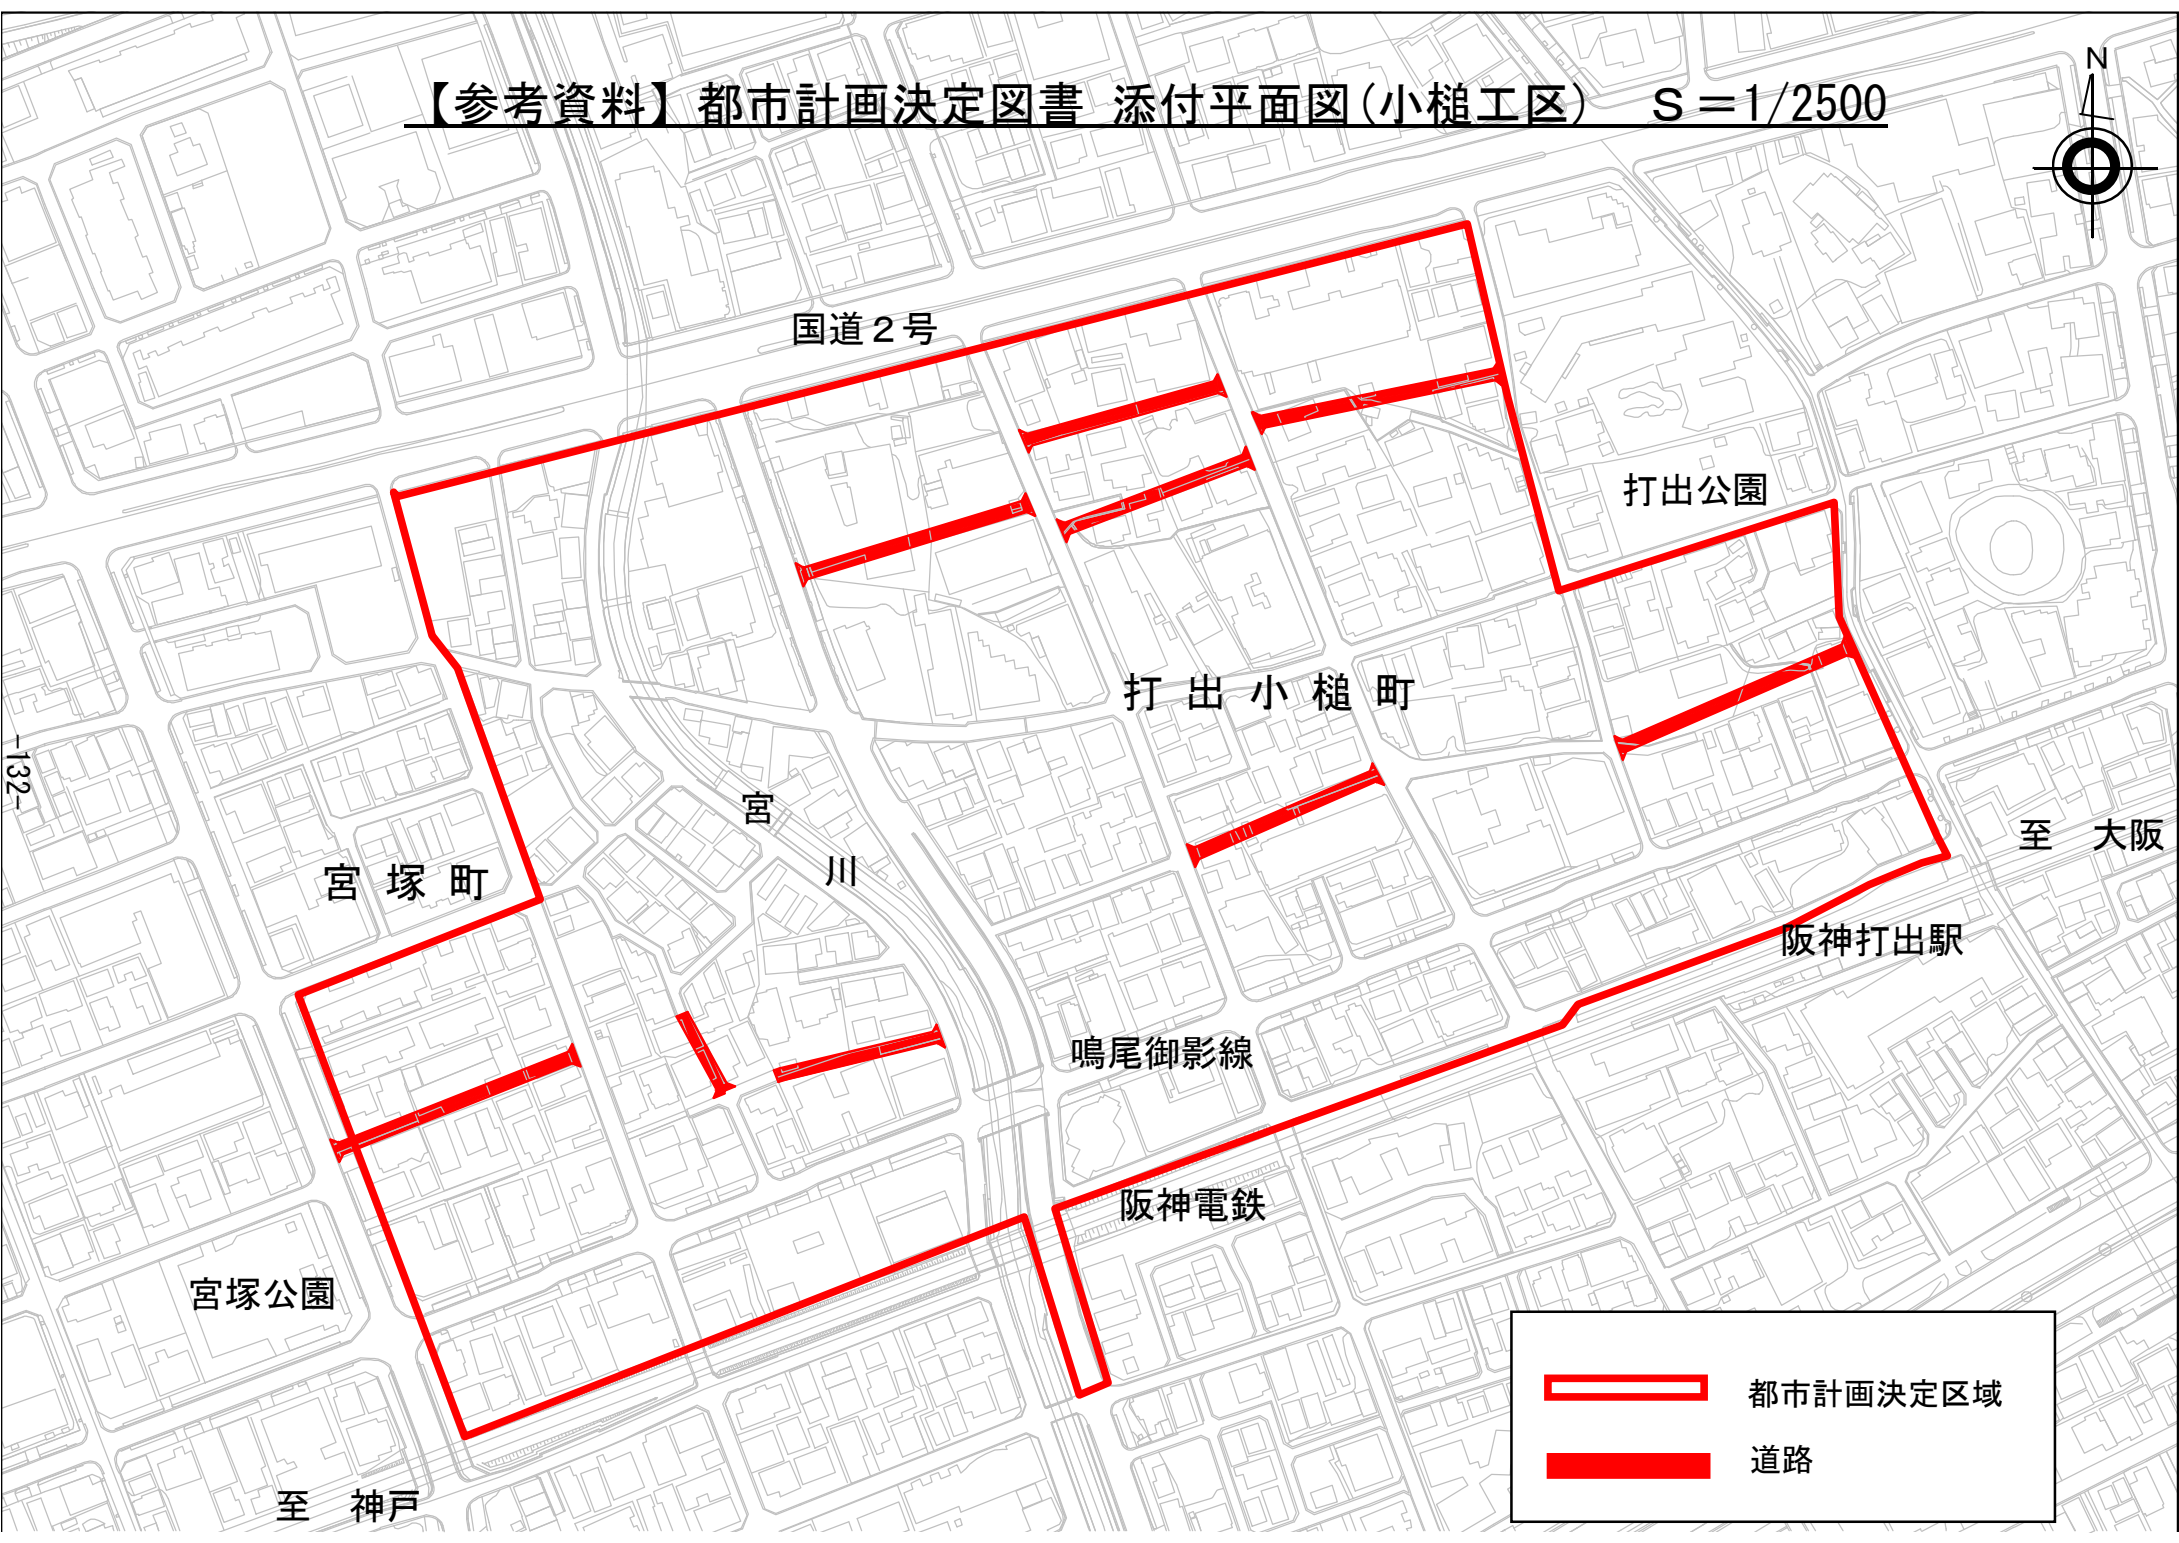 【参考資料】都市計画決定図書 添付平面図(小槌工区) S=1/2500
N
国道2号
打出公園
打出小槌町
-132-
宮
川
至 大阪
宮塚町
阪神打出駅
鳴尾御影線
阪神電鉄
宮塚公園
都市計画決定区域
道路
至 神戸